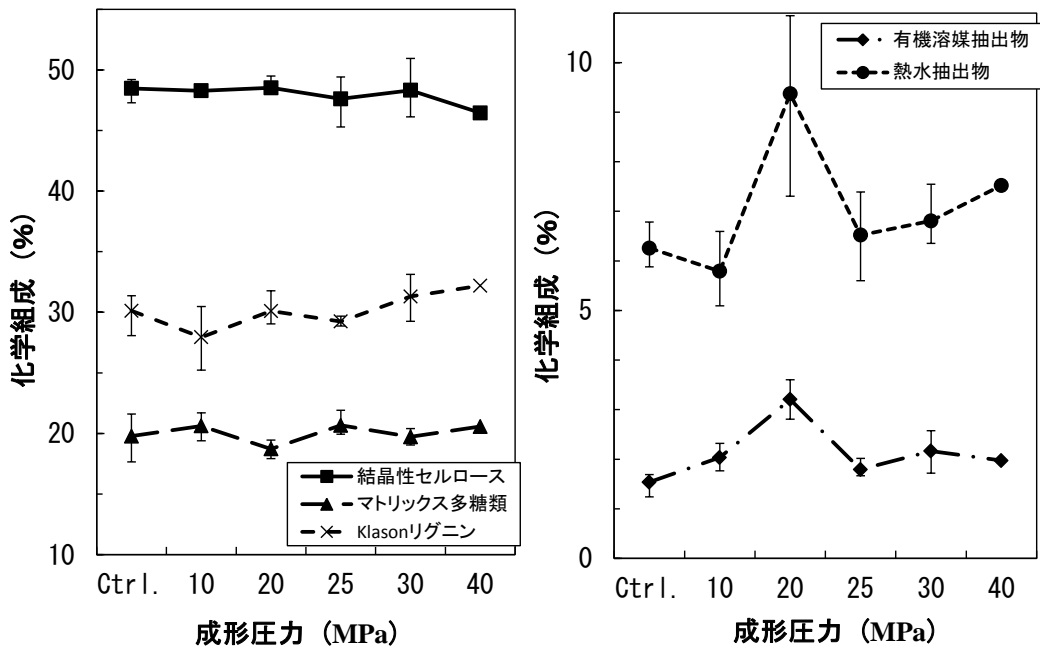 化学組成 (%)
50
40
30
20
10
結晶性セルロース
マトリックス多糖類
Klasonリグニン
Ctrl. 10 20 25 30 40
成形圧力 (MPa)
化学組成 (%)
10
5
0
有機溶媒抽出物
熱水抽出物
Ctrl. 10 20 25 30 40
成形圧力 (MPa)